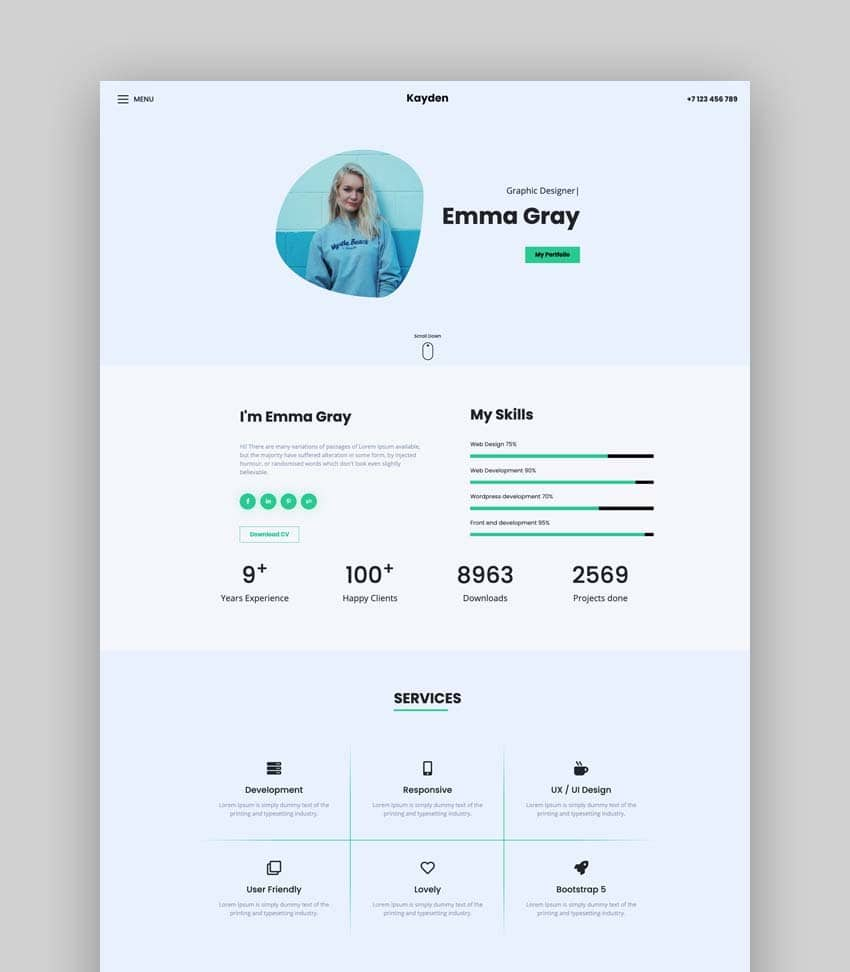 MENU
Kayden
+7 123 456 789
Graphic Designer|
Emma Gray
My Portfolio
Scroll Down
I'm Emma Gray
Hi! There are many variations of passages of Lorem Ipsum available,
but the majority have suffered alteration in some form, by injected
humour, or randomised words which don't look even slightly
believable.
Download CV
My Skills
Web Design 75%
Web Development 90%
Wordpress development 70%
Front end development 95%
9+
Years Experience
100+
Happy Clients
8963
Downloads
2569
Projects done
SERVICES
Development
Lorem Ipsum is simply dummy text of the
printing and typesetting industry.
Responsive
Lorem Ipsum is simply dummy text of the
printing and typesetting industry.
UX / UI Design
Lorem Ipsum is simply dummy text of the
printing and typesetting industry.
User Friendly
Lorem Ipsum is simply dummy text of the
printing and typesetting industry.
Lovely
Lorem Ipsum is simply dummy text of the
printing and typesetting industry.
Bootstrap 5
Lorem Ipsum is simply dummy text of the
printing and typesetting industry.